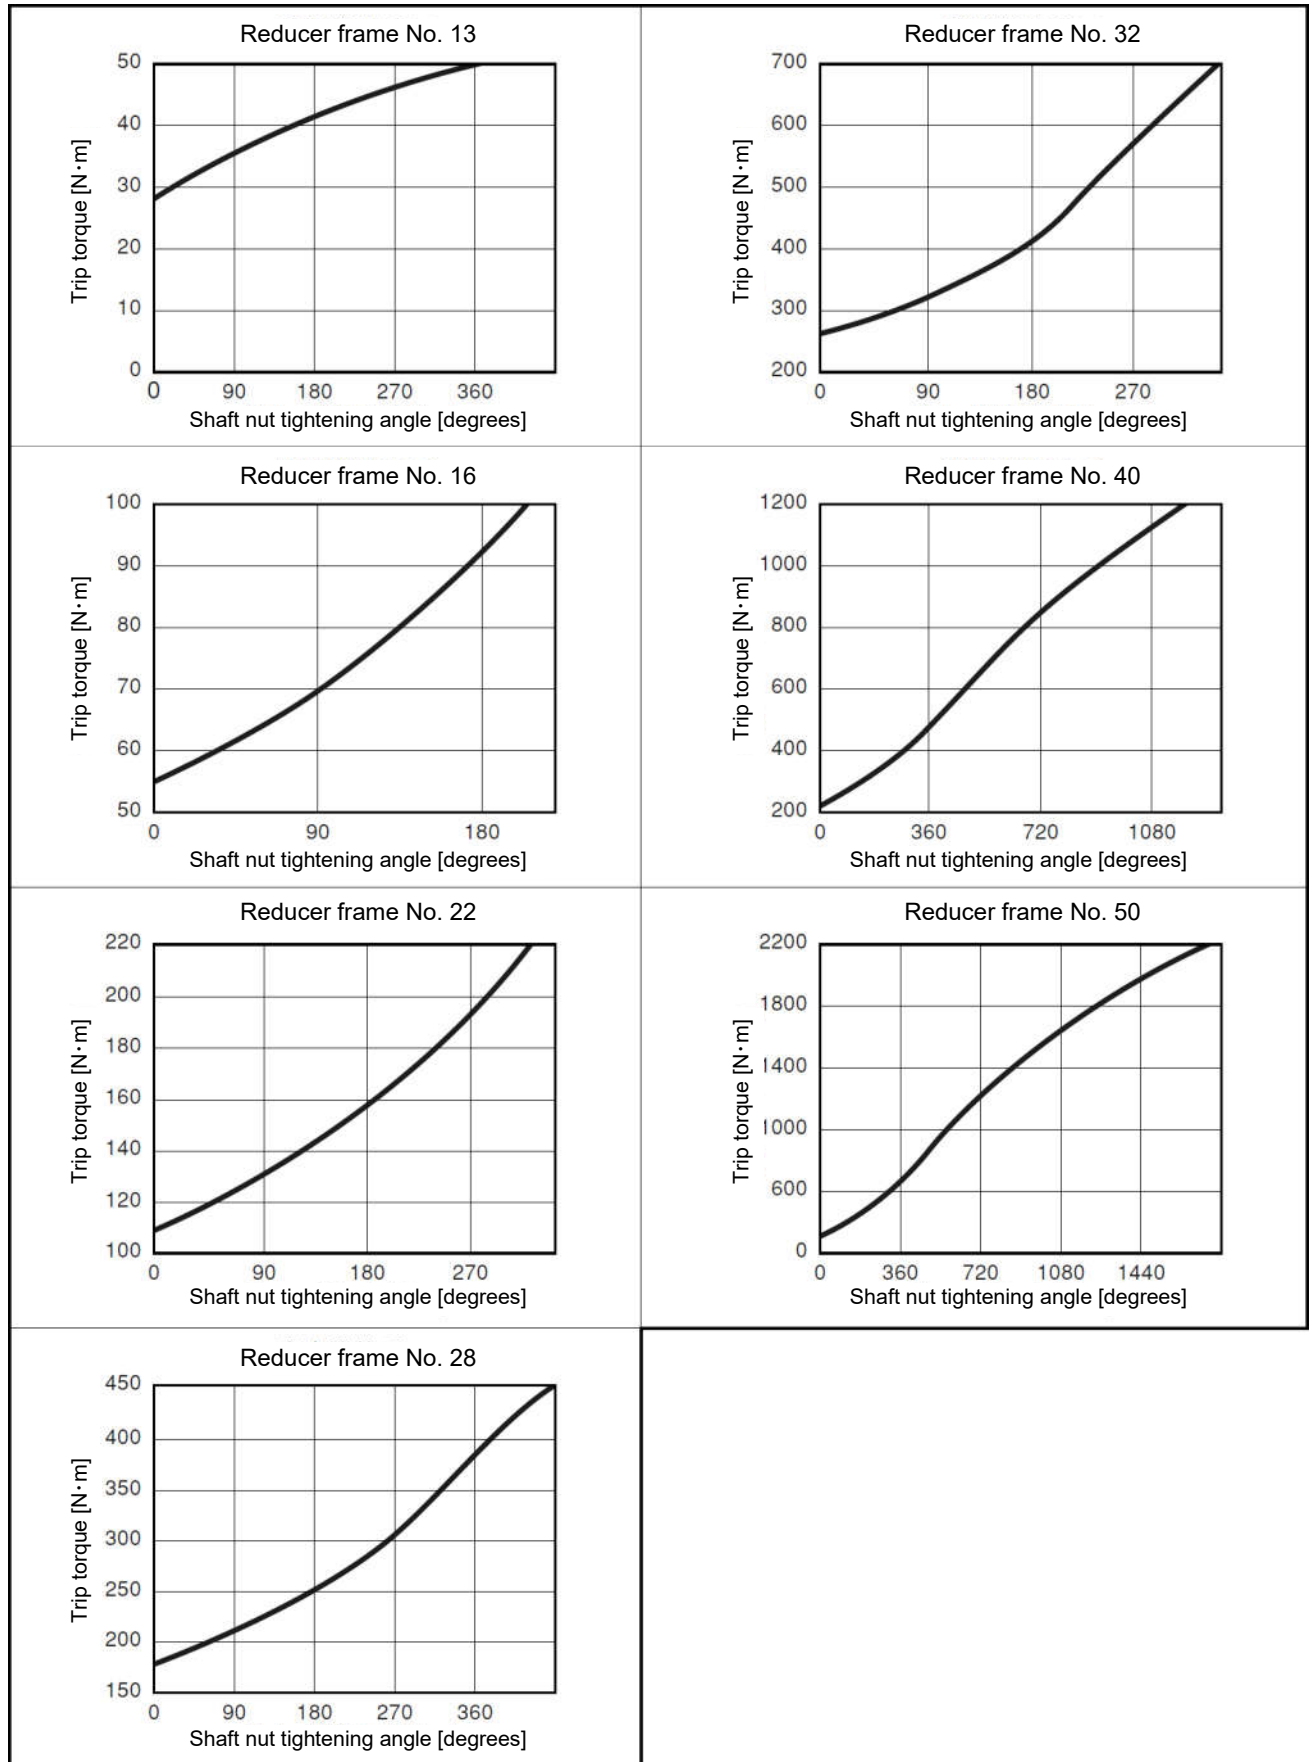 Reducer frame No. 13
50
40
30
20
10
0
Trip torque [N·m]
0 90 180 270 360
Shaft nut tightening angle [degrees]
Reducer frame No. 32
700
600
500
400
300
200
Trip torque [N·m]
0 90 180 270
Shaft nut tightening angle [degrees]
Reducer frame No. 16
100
90
80
70
60
50
Trip torque [N·m]
0 90 180
Shaft nut tightening angle [degrees]
Reducer frame No. 40
1200
1000
800
600
400
200
Trip torque [N·m]
0 360 720 1080
Shaft nut tightening angle [degrees]
Reducer frame No. 22
220
200
180
160
140
120
100
Trip torque [N·m]
0 90 180 270
Shaft nut tightening angle [degrees]
Reducer frame No. 50
2200
1800
1400
1000
600
0
Trip torque [N·m]
0 360 720 1080 1440
Shaft nut tightening angle [degrees]
Reducer frame No. 28
450
400
350
300
250
200
150
Trip torque [N·m]
0 90 180 270 360
Shaft nut tightening angle [degrees]